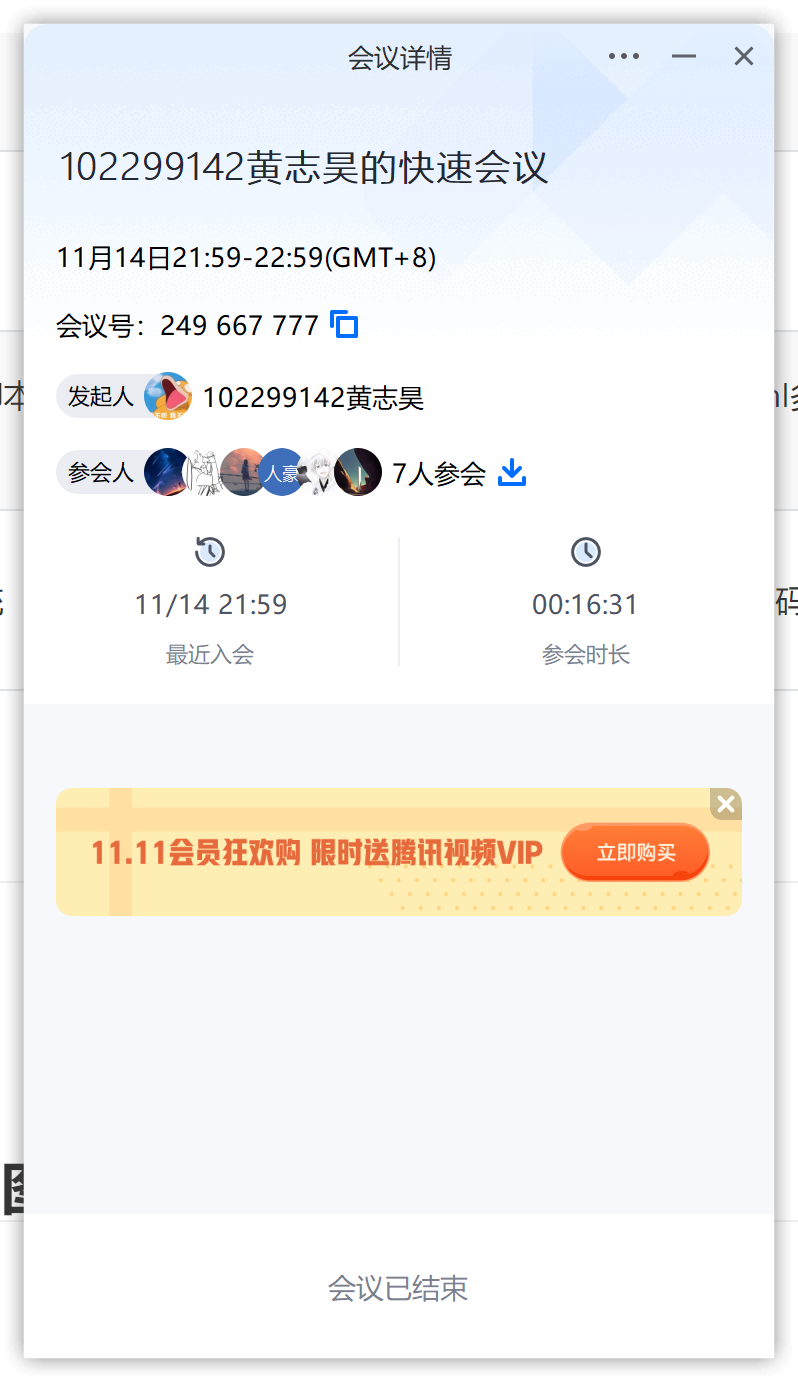 会议详情
102299142黄志昊的快速会议
11月14日21:59-22:59(GMT+8)
会议号：249 667 777
发起人 102299142黄志昊
参会人 人豪 7人参会
11/14 21:59
最近入会
00:16:31
参会时长
11.11会员狂欢购 限时送腾讯视频VIP 立即购买
码
图
会议已结束